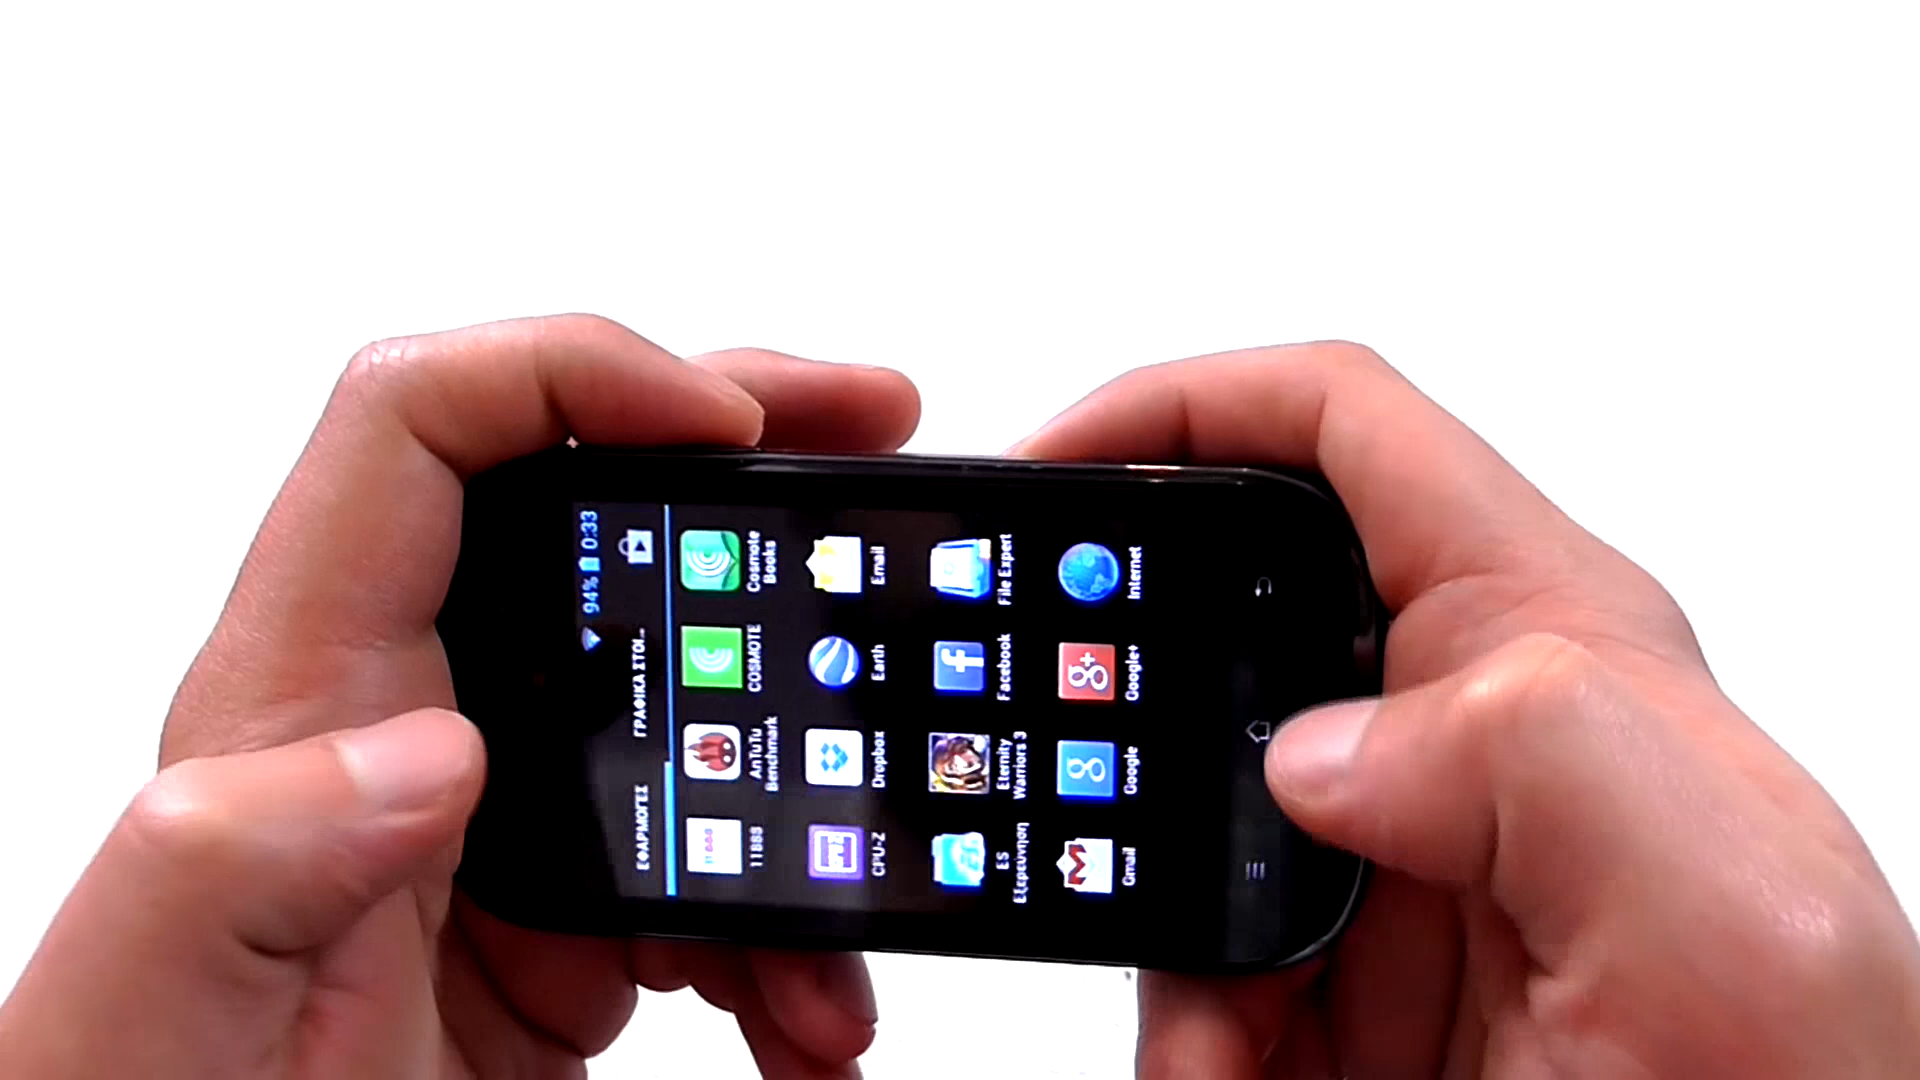 94% 0:33
ΕΦΑΡΜΟΓΕΣ ΓΡΑΦΙΚΑ ΣΤΟΙ...
11888
AnTuTu
Benchmark
COSMOTE
Cosmote
Books
CPU-Z
Dropbox
Earth
Email
ES
Εξερεύνηση
Eternity
Warriors 3
Facebook
File Expert
Gmail
Google
Google+
Internet